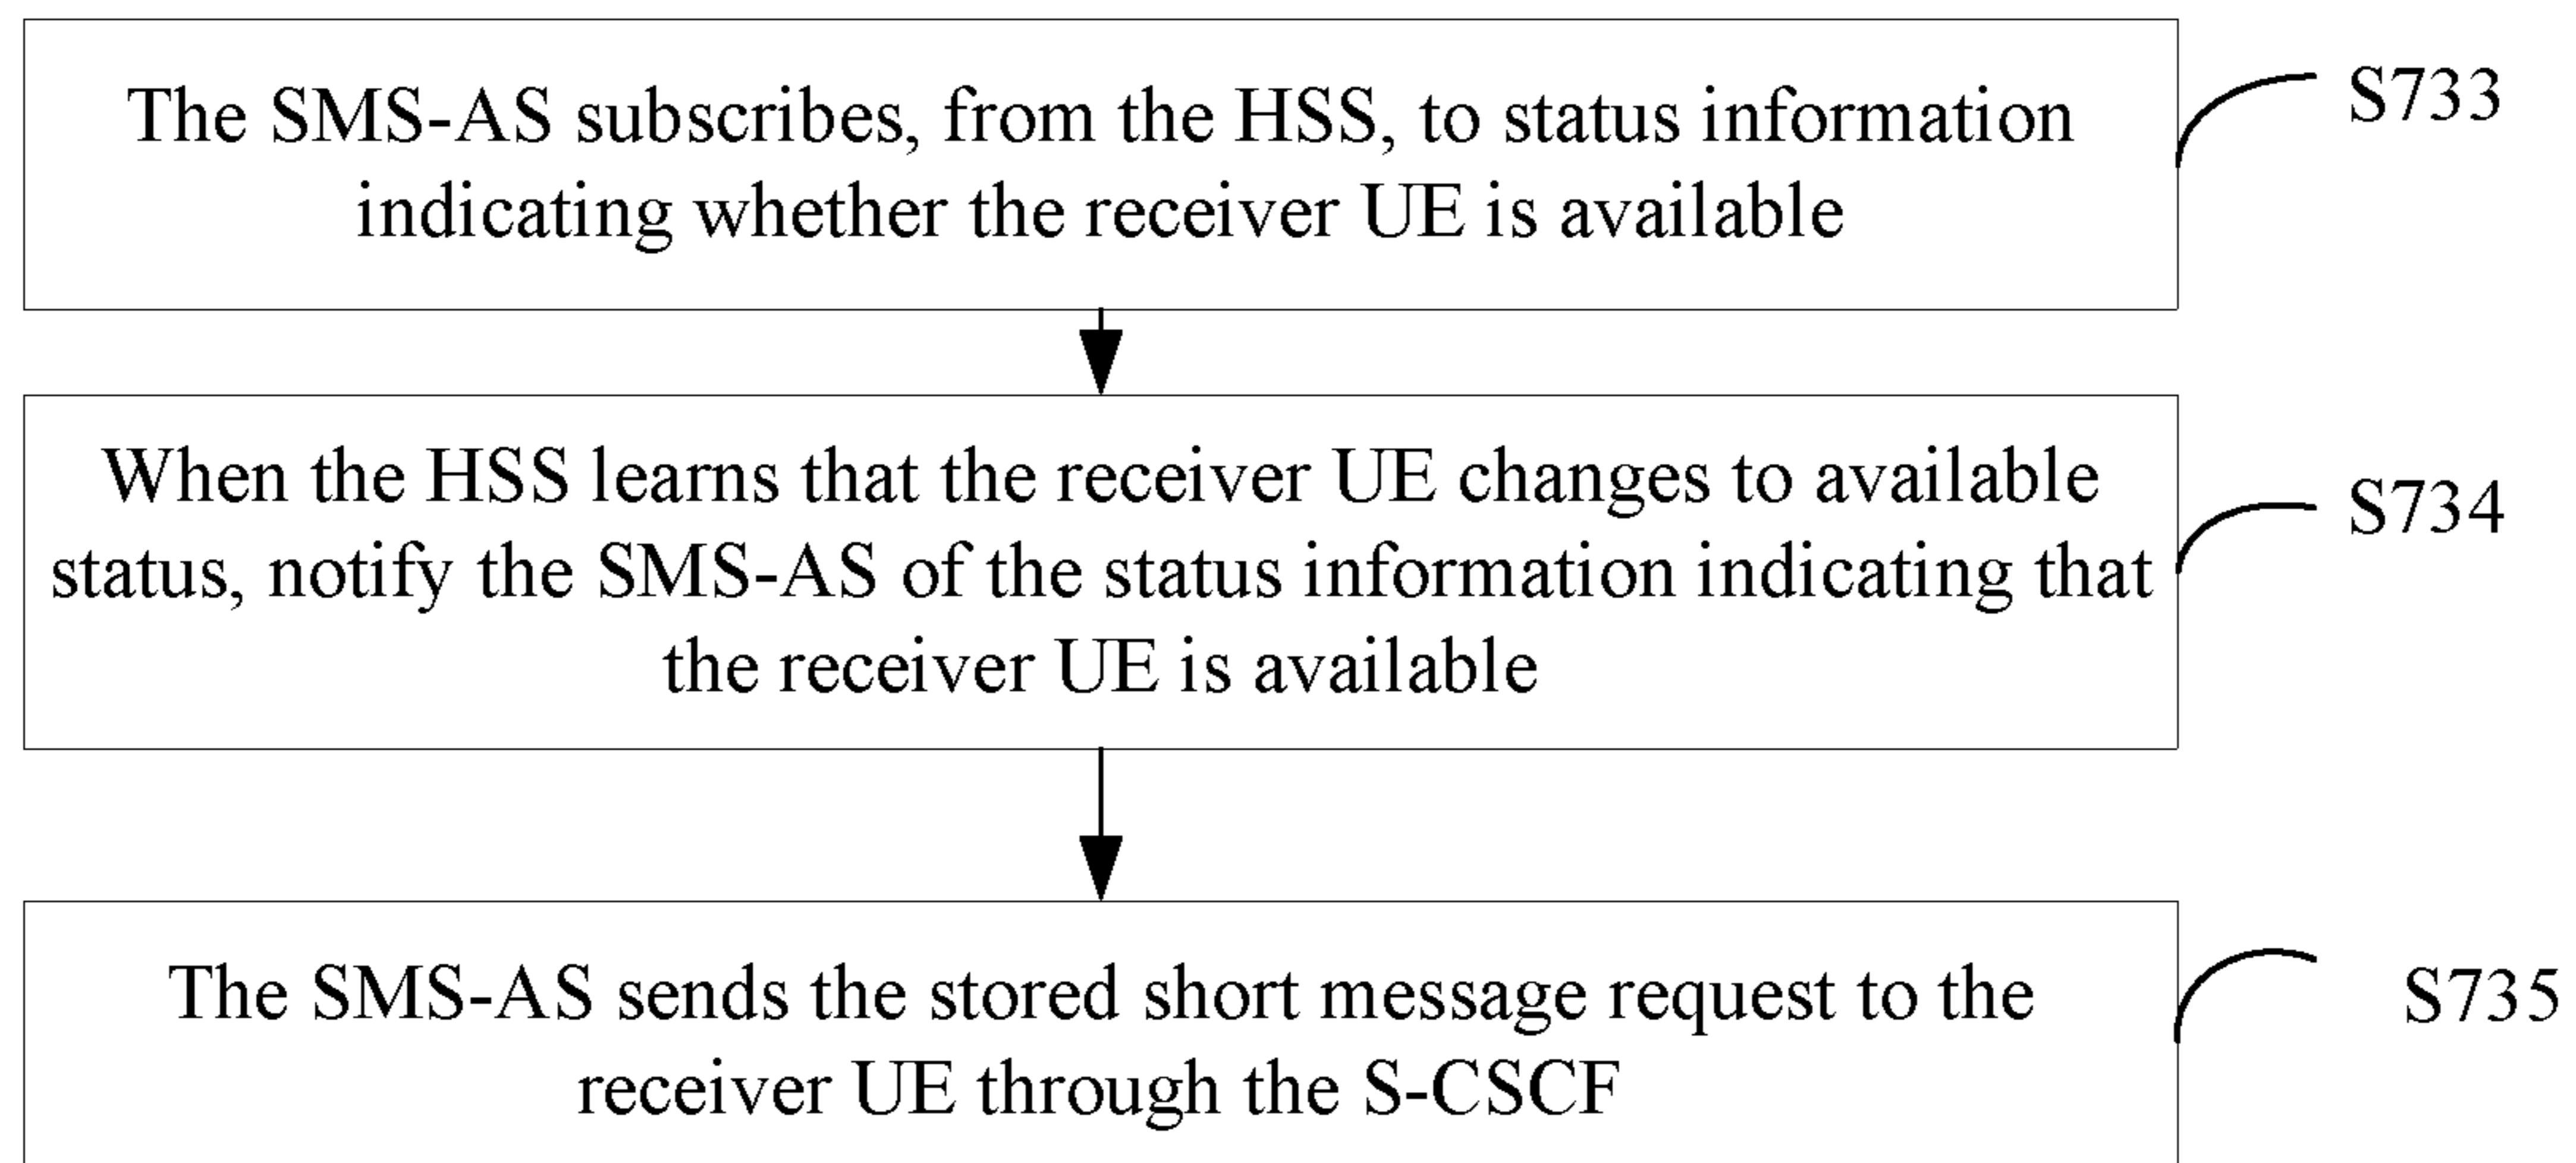 The SMS-AS subscribes, from the HSS, to status information
indicating whether the receiver UE is available
S733
When the HSS learns that the receiver UE changes to available
status, notify the SMS-AS of the status information indicating that
the receiver UE is available
S734
The SMS-AS sends the stored short message request to the
receiver UE through the S-CSCF
S735